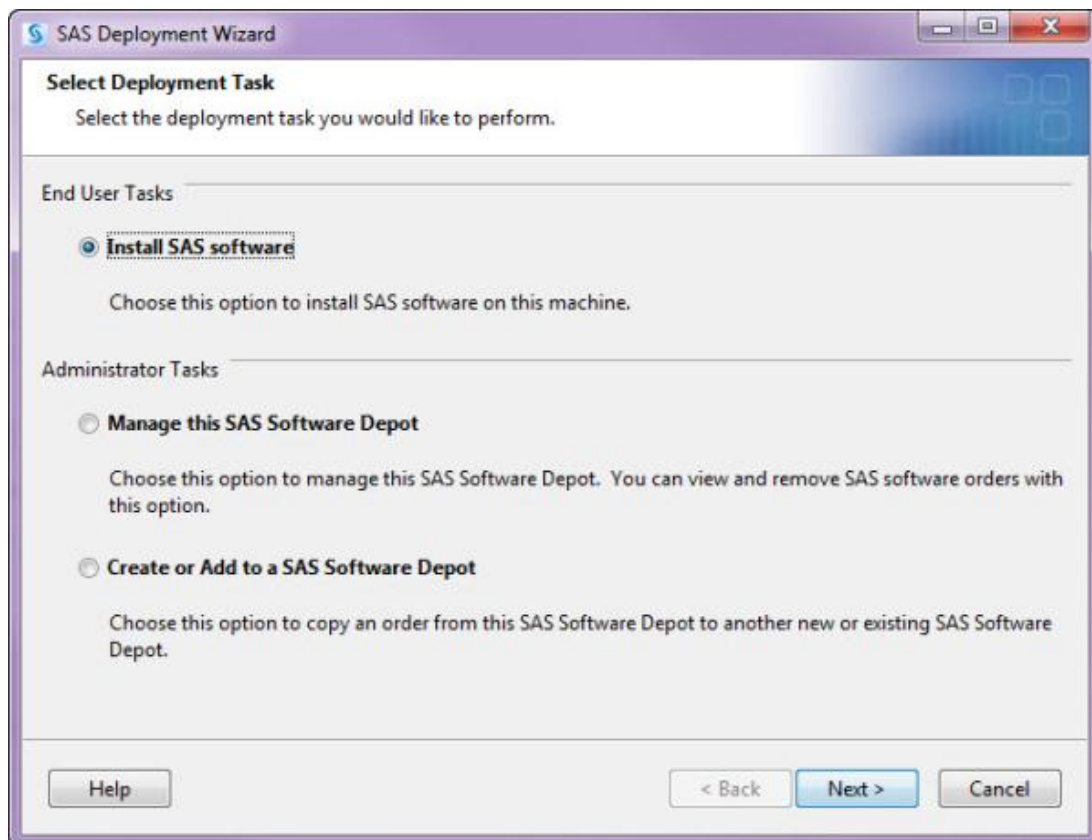 SAS Deployment Wizard
Select Deployment Task
Select the deployment task you would like to perform.
End User Tasks
Install SAS software
Choose this option to install SAS software on this machine.
Administrator Tasks
Manage this SAS Software Depot
Choose this option to manage this SAS Software Depot.  You can view and remove SAS software orders with
this option.
Create or Add to a SAS Software Depot
Choose this option to copy an order from this SAS Software Depot to another new or existing SAS Software
Depot.
Help
< Back
Next >
Cancel